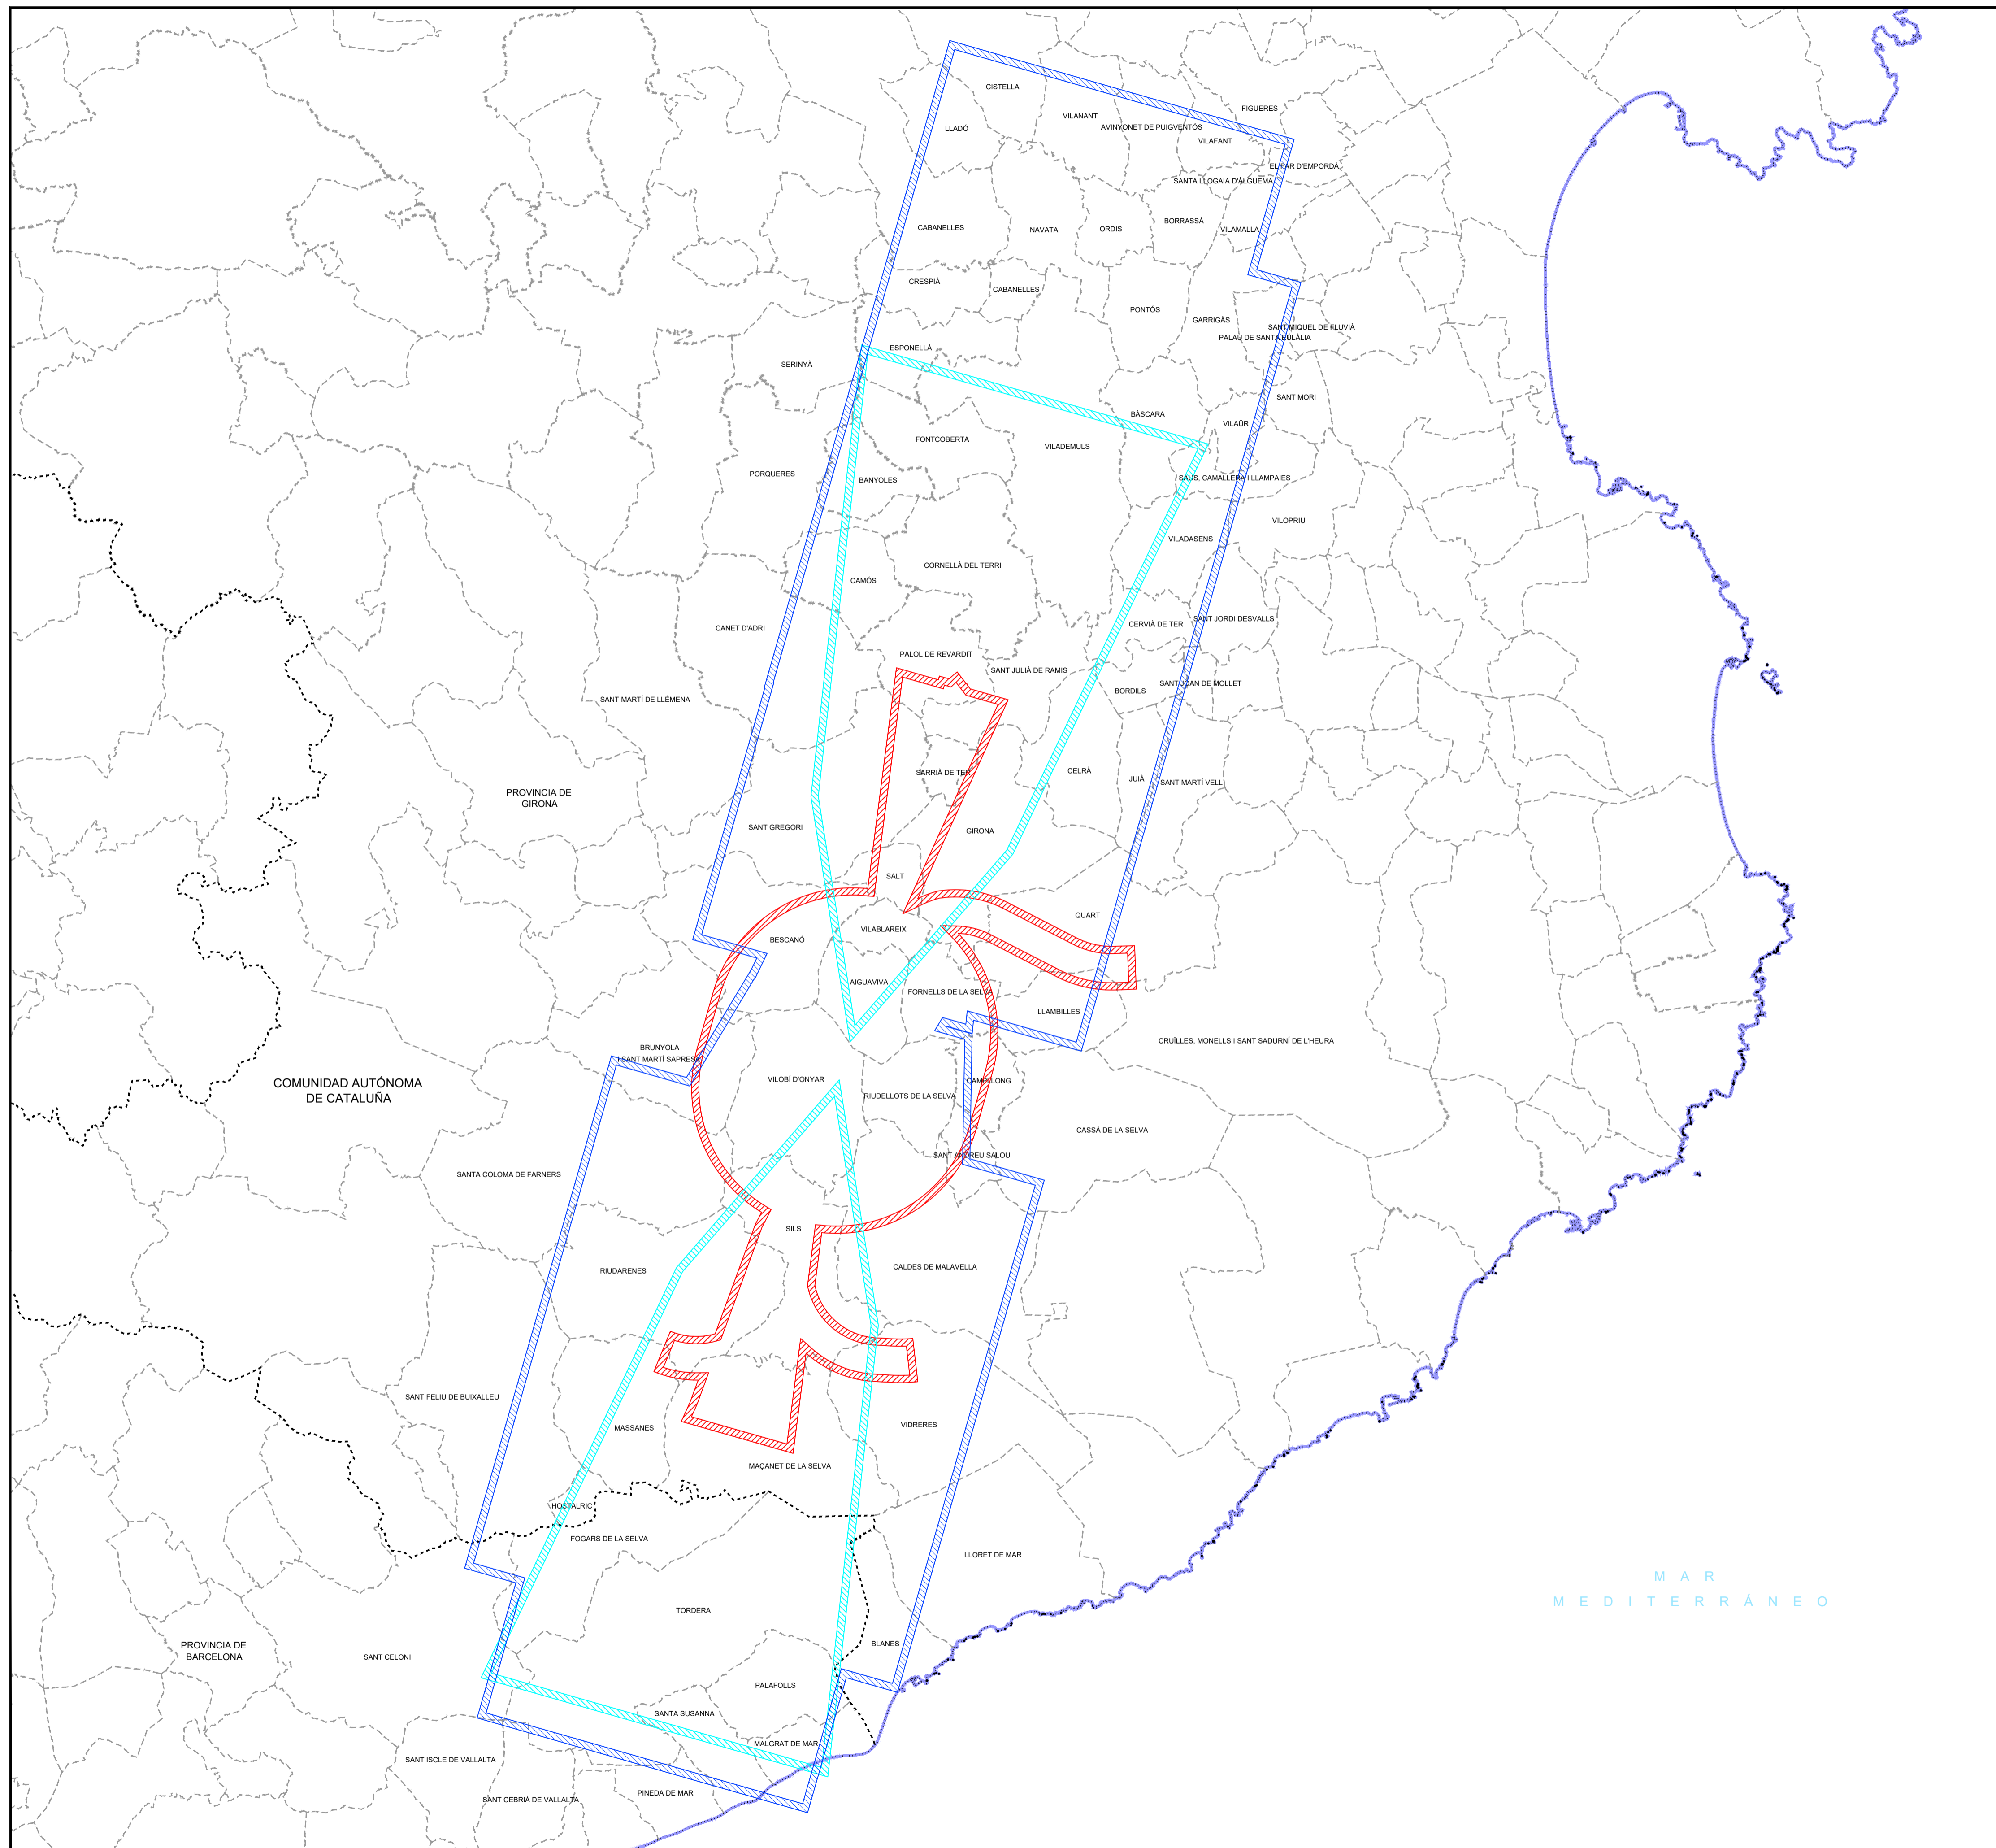 CISTELLA
FIGUERES
VILANANT
LLADÓ
AVINYONET DE PUIGVENTÓS
VILAFANT
EL FAR D'EMPORDÀ
SANTA LLOGAIA D'ÀLGUEMA
BORRASSÀ
CABANELLES
NAVATA
ORDIS
VILAMALLA
CRESPIÀ
CABANELLES
PONTÓS
GARRIGÀS
SANT MIQUEL DE FLUVIÀ
PALAU DE SANTA EULÀLIA
ESPONELLÀ
SERINYÀ
SANT MORI
BÀSCARA
VILAÜR
FONTCOBERTA
VILADEMULS
PORQUERES
BANYOLES
SAUS, CAMALLERA I LLAMPAIES
VILOPRIU
VILADASENS
CORNELLÀ DEL TERRI
CAMÓS
CANET D'ADRI
CERVIÀ DE TER
SANT JORDI DESVALLS
PALOL DE REVARDIT
SANT JULIÀ DE RAMIS
BORDILS
SANT JOAN DE MOLLET
SANT MARTÍ DE LLÉMENA
SARRIÀ DE TER
CELRÀ
JUIÀ
SANT MARTÍ VELL
PROVINCIA DE
GIRONA
SANT GREGORI
GIRONA
SALT
QUART
VILABLAREIX
BESCANÓ
AIGUAVIVA
FORNELLS DE LA SELVA
LLAMBILLES
CRUÏLLES, MONELLS I SANT SADURNÍ DE L'HEURA
BRUNYOLA
I SANT MARTÍ SAPRESA
VILOBÍ D'ONYAR
CAMPLLONG
COMUNIDAD AUTÓNOMA
DE CATALUÑA
RIUDELLOTS DE LA SELVA
CASSÀ DE LA SELVA
SANT ANDREU SALOU
SANTA COLOMA DE FARNERS
SILS
RIUDARENES
CALDES DE MALAVELLA
SANT FELIU DE BUIXALLEU
MASSANES
VIDRERES
MAÇANET DE LA SELVA
HOSTALRIC
FOGARS DE LA SELVA
LLORET DE MAR
MAR
MEDITERRÁNEO
TORDERA
PROVINCIA DE
BARCELONA
SANT CELONI
BLANES
PALAFOLLS
SANTA SUSANNA
MALGRAT DE MAR
SANT ISCLE DE VALLALTA
PINEDA DE MAR
SANT CEBRIÀ DE VALLALTA